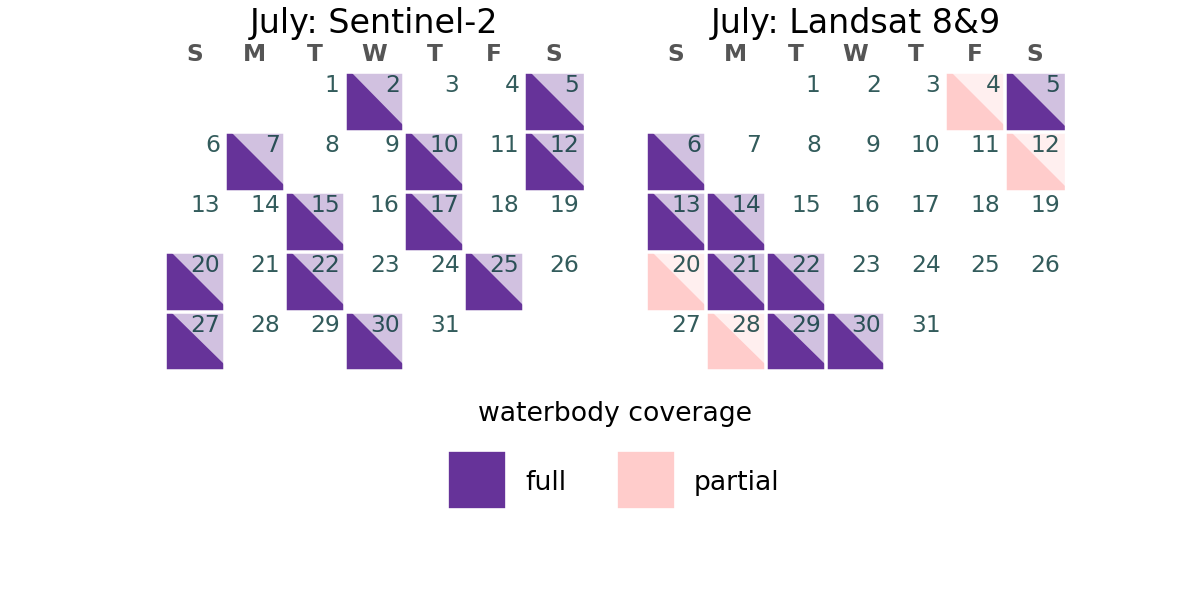 July: Sentinel-2
S M T W T F S
1 2 3 4 5
6 7 8 9 10 11 12
13 14 15 16 17 18 19
20 21 22 23 24 25 26
27 28 29 30 31
July: Landsat 8&9
S M T W T F S
1 2 3 4 5
6 7 8 9 10 11 12
13 14 15 16 17 18 19
20 21 22 23 24 25 26
27 28 29 30 31
waterbody coverage
full partial